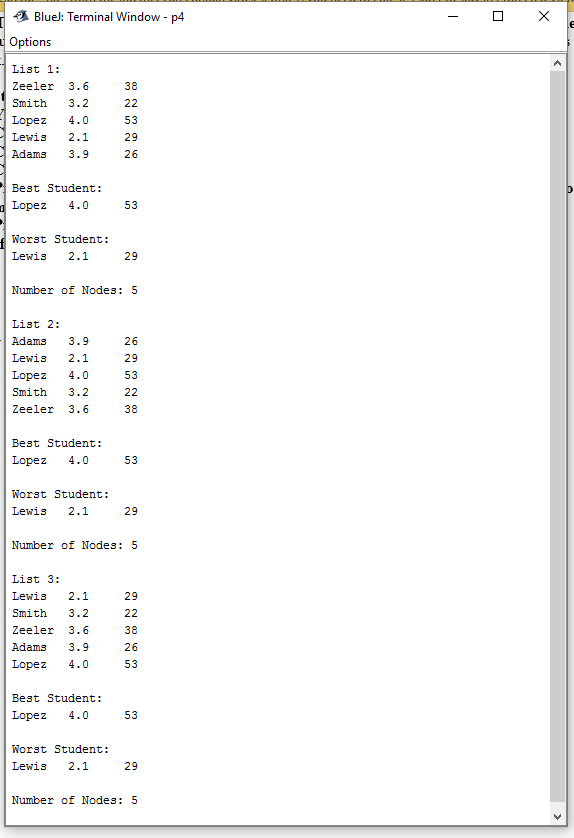 BlueJ: Terminal Window - p4
Options
List 1:
Zeeler 3.6 38
Smith 3.2 22
Lopez 4.0 53
Lewis 2.1 29
Adams 3.9 26
Best Student:
Lopez 4.0 53
Worst Student:
Lewis 2.1 29
Number of Nodes: 5
List 2:
Adams 3.9 26
Lewis 2.1 29
Lopez 4.0 53
Smith 3.2 22
Zeeler 3.6 38
Best Student:
Lopez 4.0 53
Worst Student:
Lewis 2.1 29
Number of Nodes: 5
List 3:
Lewis 2.1 29
Smith 3.2 22
Zeeler 3.6 38
Adams 3.9 26
Lopez 4.0 53
Best Student:
Lopez 4.0 53
Worst Student:
Lewis 2.1 29
Number of Nodes: 5